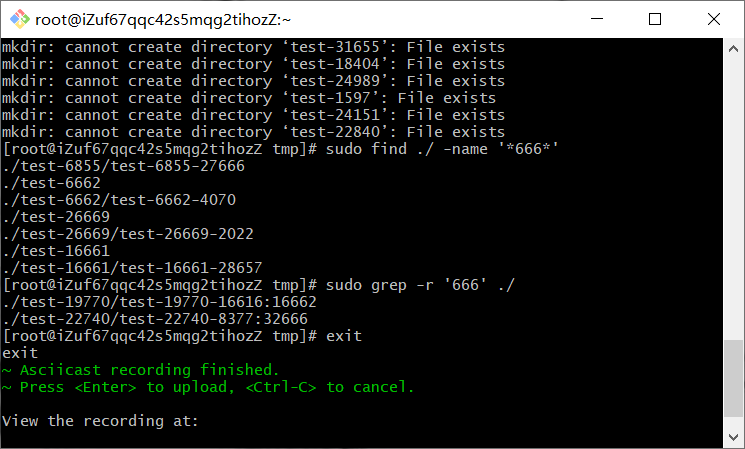 root@iZuf67qqc42s5mqg2tihozZ:~
mkdir: cannot create directory ‘test-31655’: File exists
mkdir: cannot create directory ‘test-18404’: File exists
mkdir: cannot create directory ‘test-24989’: File exists
mkdir: cannot create directory ‘test-1597’: File exists
mkdir: cannot create directory ‘test-24151’: File exists
mkdir: cannot create directory ‘test-22840’: File exists
[root@iZuf67qqc42s5mqg2tihozZ tmp]# sudo find ./ -name '*666*'
./test-6855/test-6855-27666
./test-6662
./test-6662/test-6662-4070
./test-26669
./test-26669/test-26669-2022
./test-16661
./test-16661/test-16661-28657
[root@iZuf67qqc42s5mqg2tihozZ tmp]# sudo grep -r '666' ./
./test-19770/test-19770-16616:16662
./test-22740/test-22740-8377:32666
[root@iZuf67qqc42s5mqg2tihozZ tmp]# exit
exit
~ Asciicast recording finished.
~ Press <Enter> to upload, <Ctrl-C> to cancel.
View the recording at: